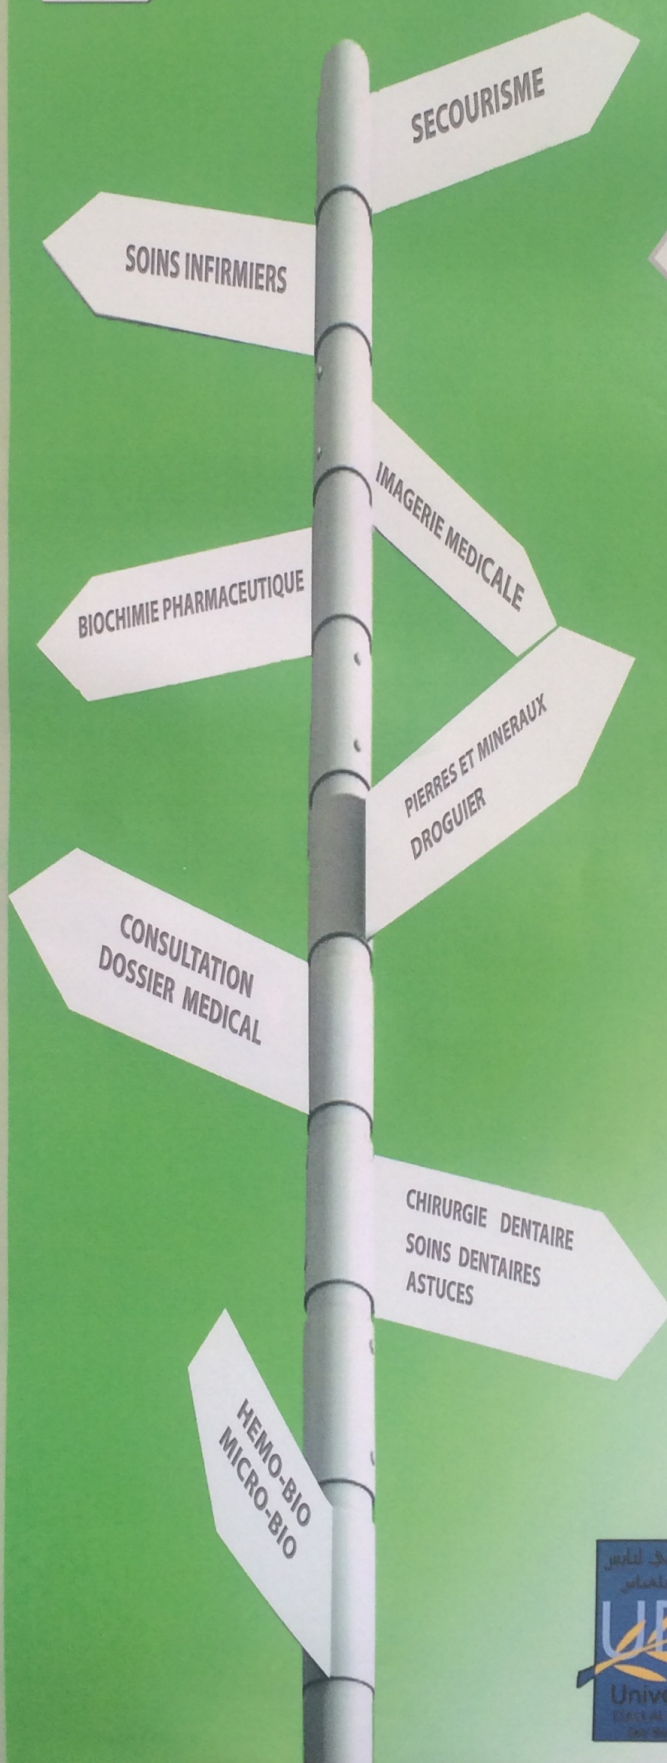 SECOURISME
SOINS INFIRMIERS
IMAGERIE MEDICALE
BIOCHIMIE PHARMACEUTIQUE
PIERRES ET MINERAUX
DROGUIER
CONSULTATION
DOSSIER MEDICAL
CHIRURGIE DENTAIRE
SOINS DENTAIRES
ASTUCES
HEMO-BIO
MICRO-BIO